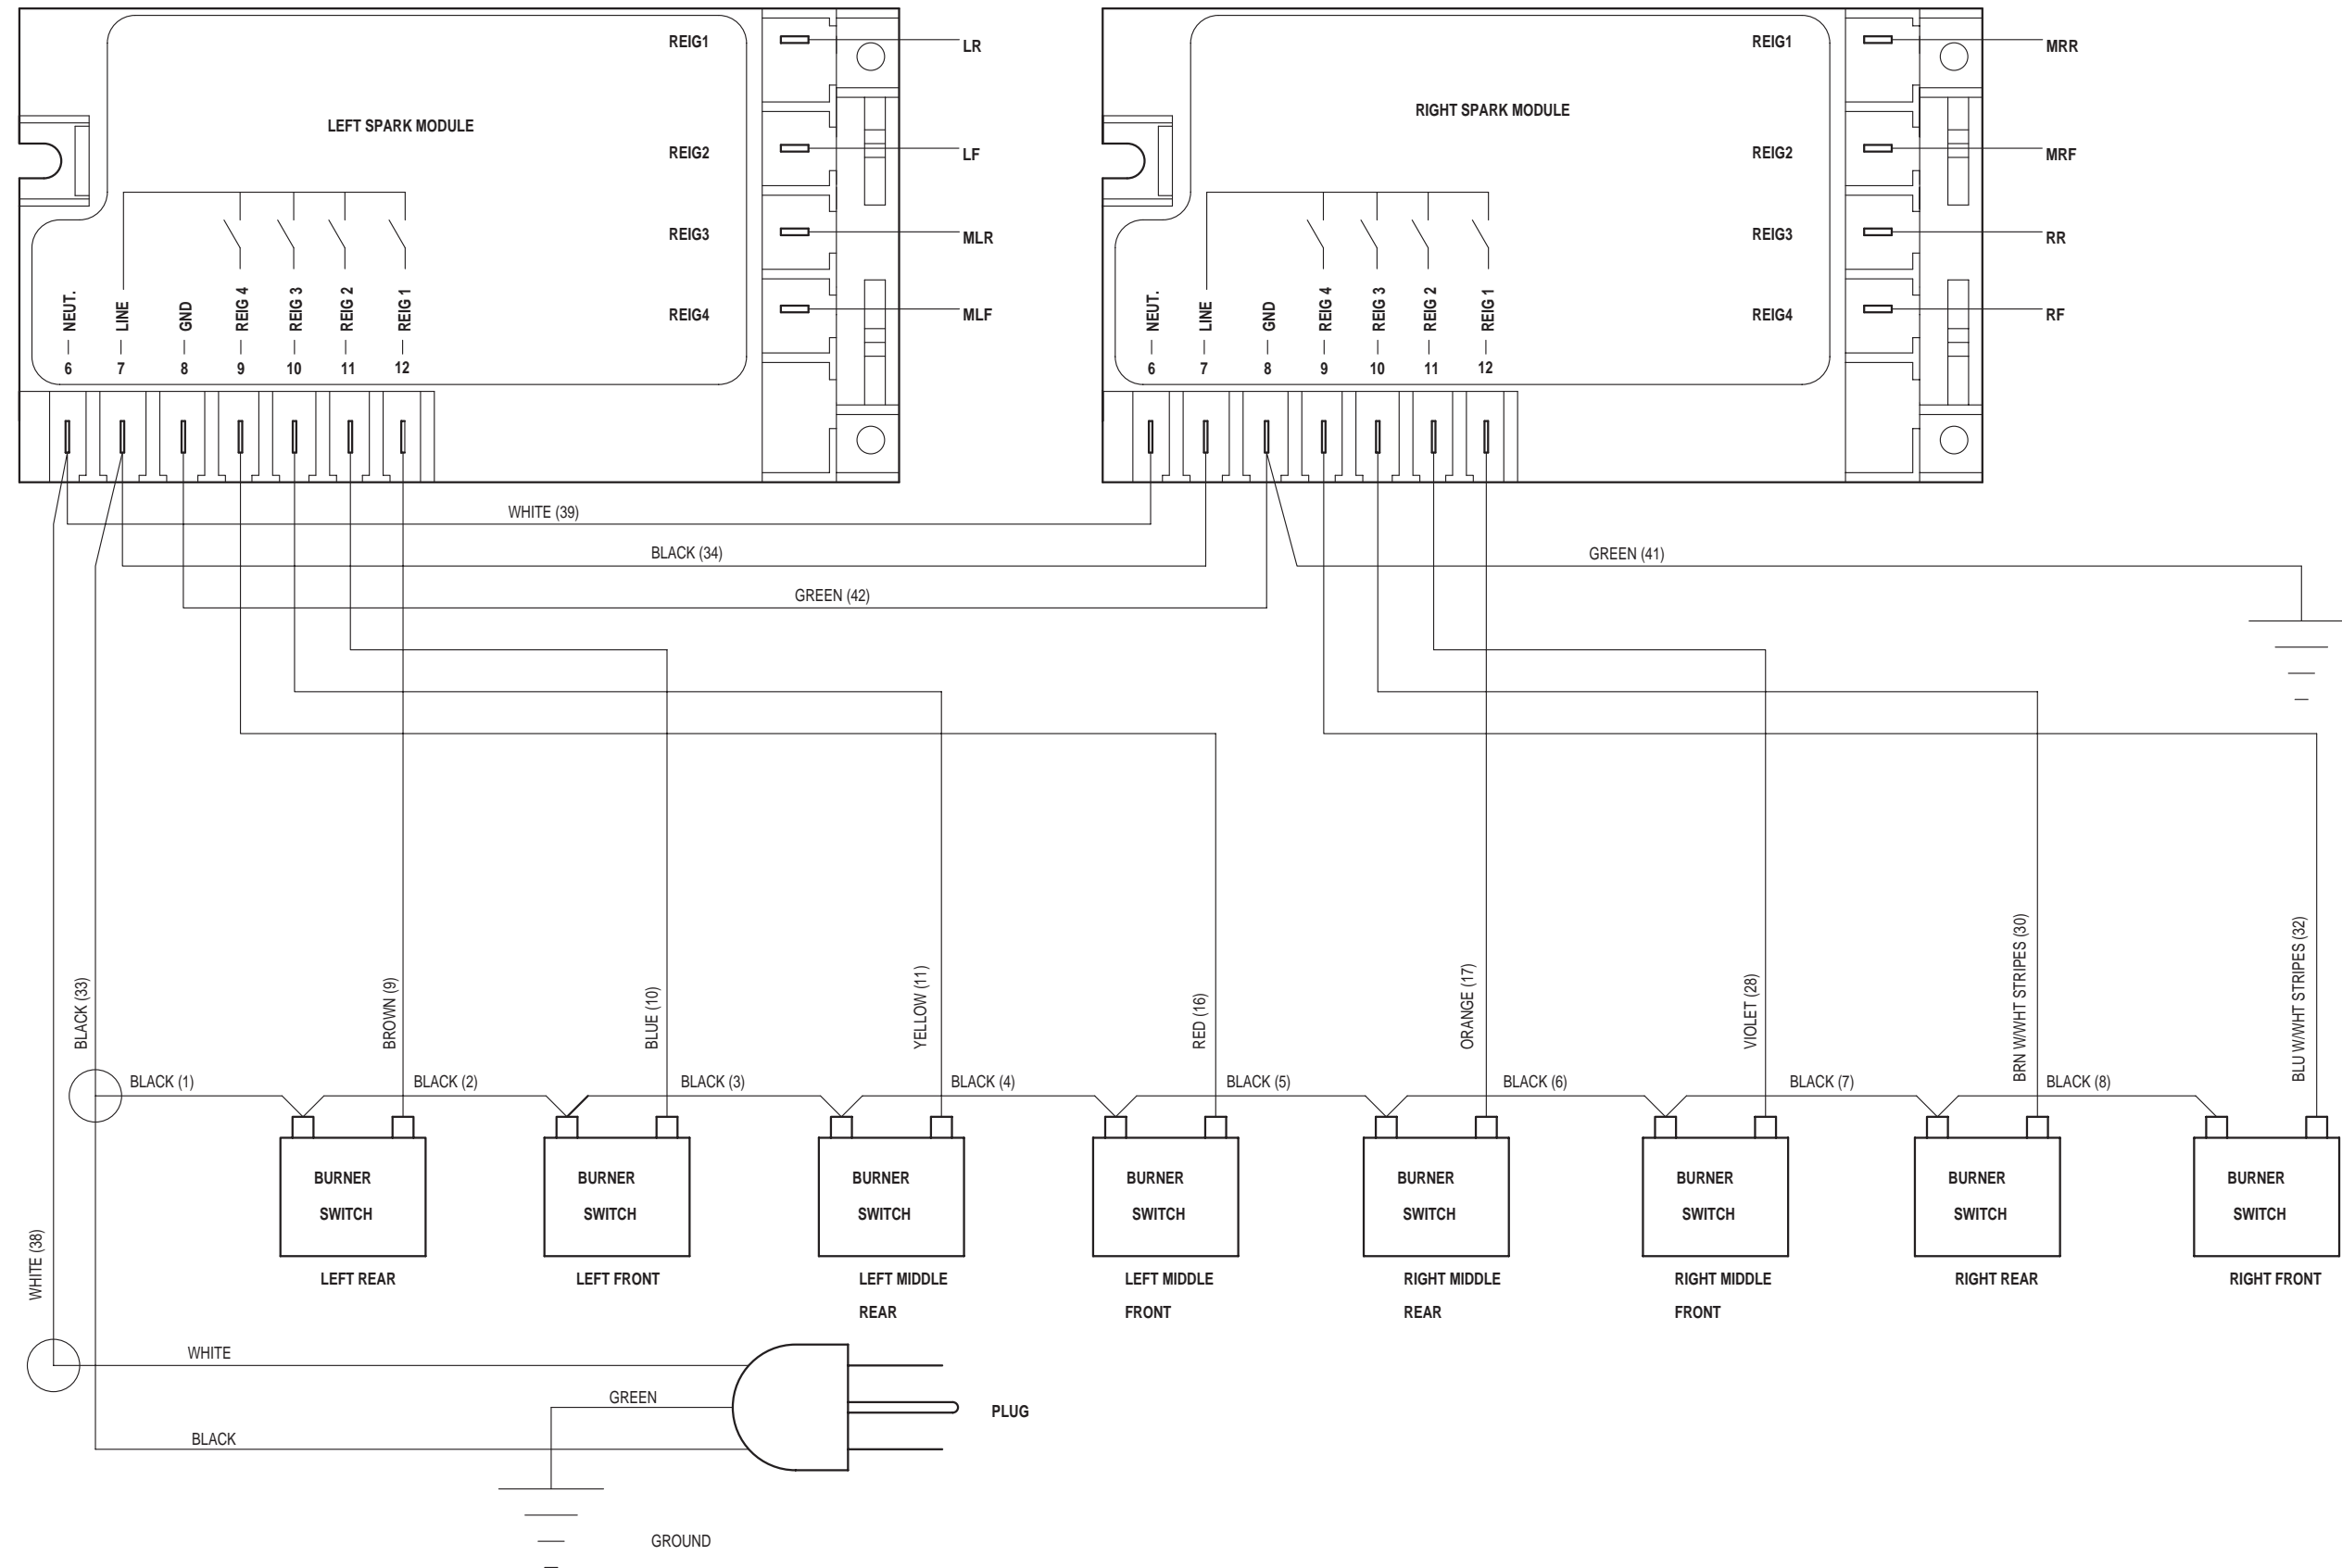 REIG1
LR
REIG1
MRR
LEFT SPARK MODULE
RIGHT SPARK MODULE
REIG2
LF
REIG2
MRF
REIG3
MLR
REIG3
RR
REIG4
MLF
REIG4
RF
NEUT.
LINE
GND
REIG 4
REIG 3
REIG 2
REIG 1
NEUT.
LINE
GND
REIG 4
REIG 3
REIG 2
REIG 1
6 7 8 9 10 11 12
6 7 8 9 10 11 12
WHITE (39)
BLACK (34)
GREEN (41)
GREEN (42)
BLACK (33)
BROWN (9)
BLUE (10)
YELLOW (11)
RED (16)
ORANGE (17)
VIOLET (28)
BRN W/WHT STRIPES (30)
BLU W/WHT STRIPES (32)
BLACK (1)
BLACK (2)
BLACK (3)
BLACK (4)
BLACK (5)
BLACK (6)
BLACK (7)
BLACK (8)
BURNER
SWITCH
LEFT REAR
BURNER
SWITCH
LEFT FRONT
BURNER
SWITCH
LEFT MIDDLE
REAR
BURNER
SWITCH
LEFT MIDDLE
FRONT
BURNER
SWITCH
RIGHT MIDDLE
REAR
BURNER
SWITCH
RIGHT MIDDLE
FRONT
BURNER
SWITCH
RIGHT REAR
BURNER
SWITCH
RIGHT FRONT
WHITE (38)
WHITE
GREEN
PLUG
BLACK
GROUND